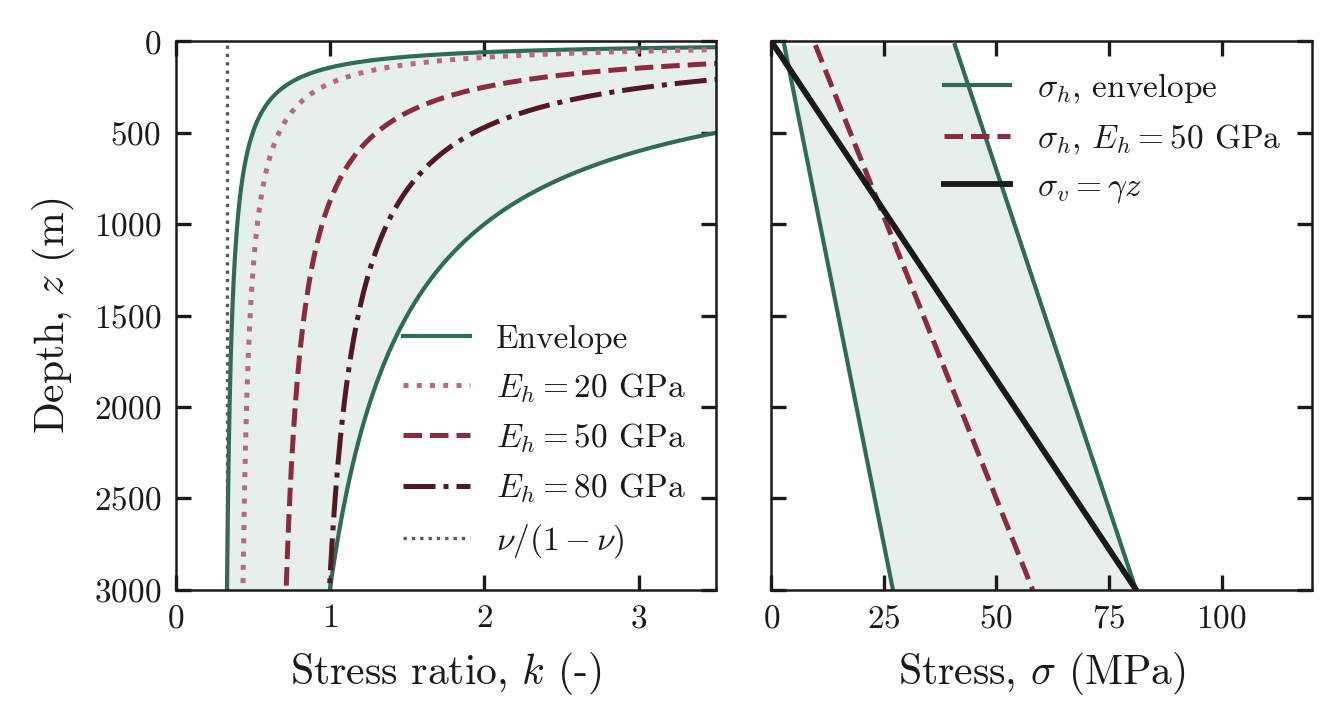 0
500
1000
1500
2000
2500
3000
Depth, z (m)
0
1
2
3
Stress ratio, k (-)
Envelope
E_h = 20 GPa
E_h = 50 GPa
E_h = 80 GPa
ν/(1 − ν)
σ_h, envelope
σ_h, E_h = 50 GPa
σ_v = γz
0
25
50
75
100
Stress, σ (MPa)